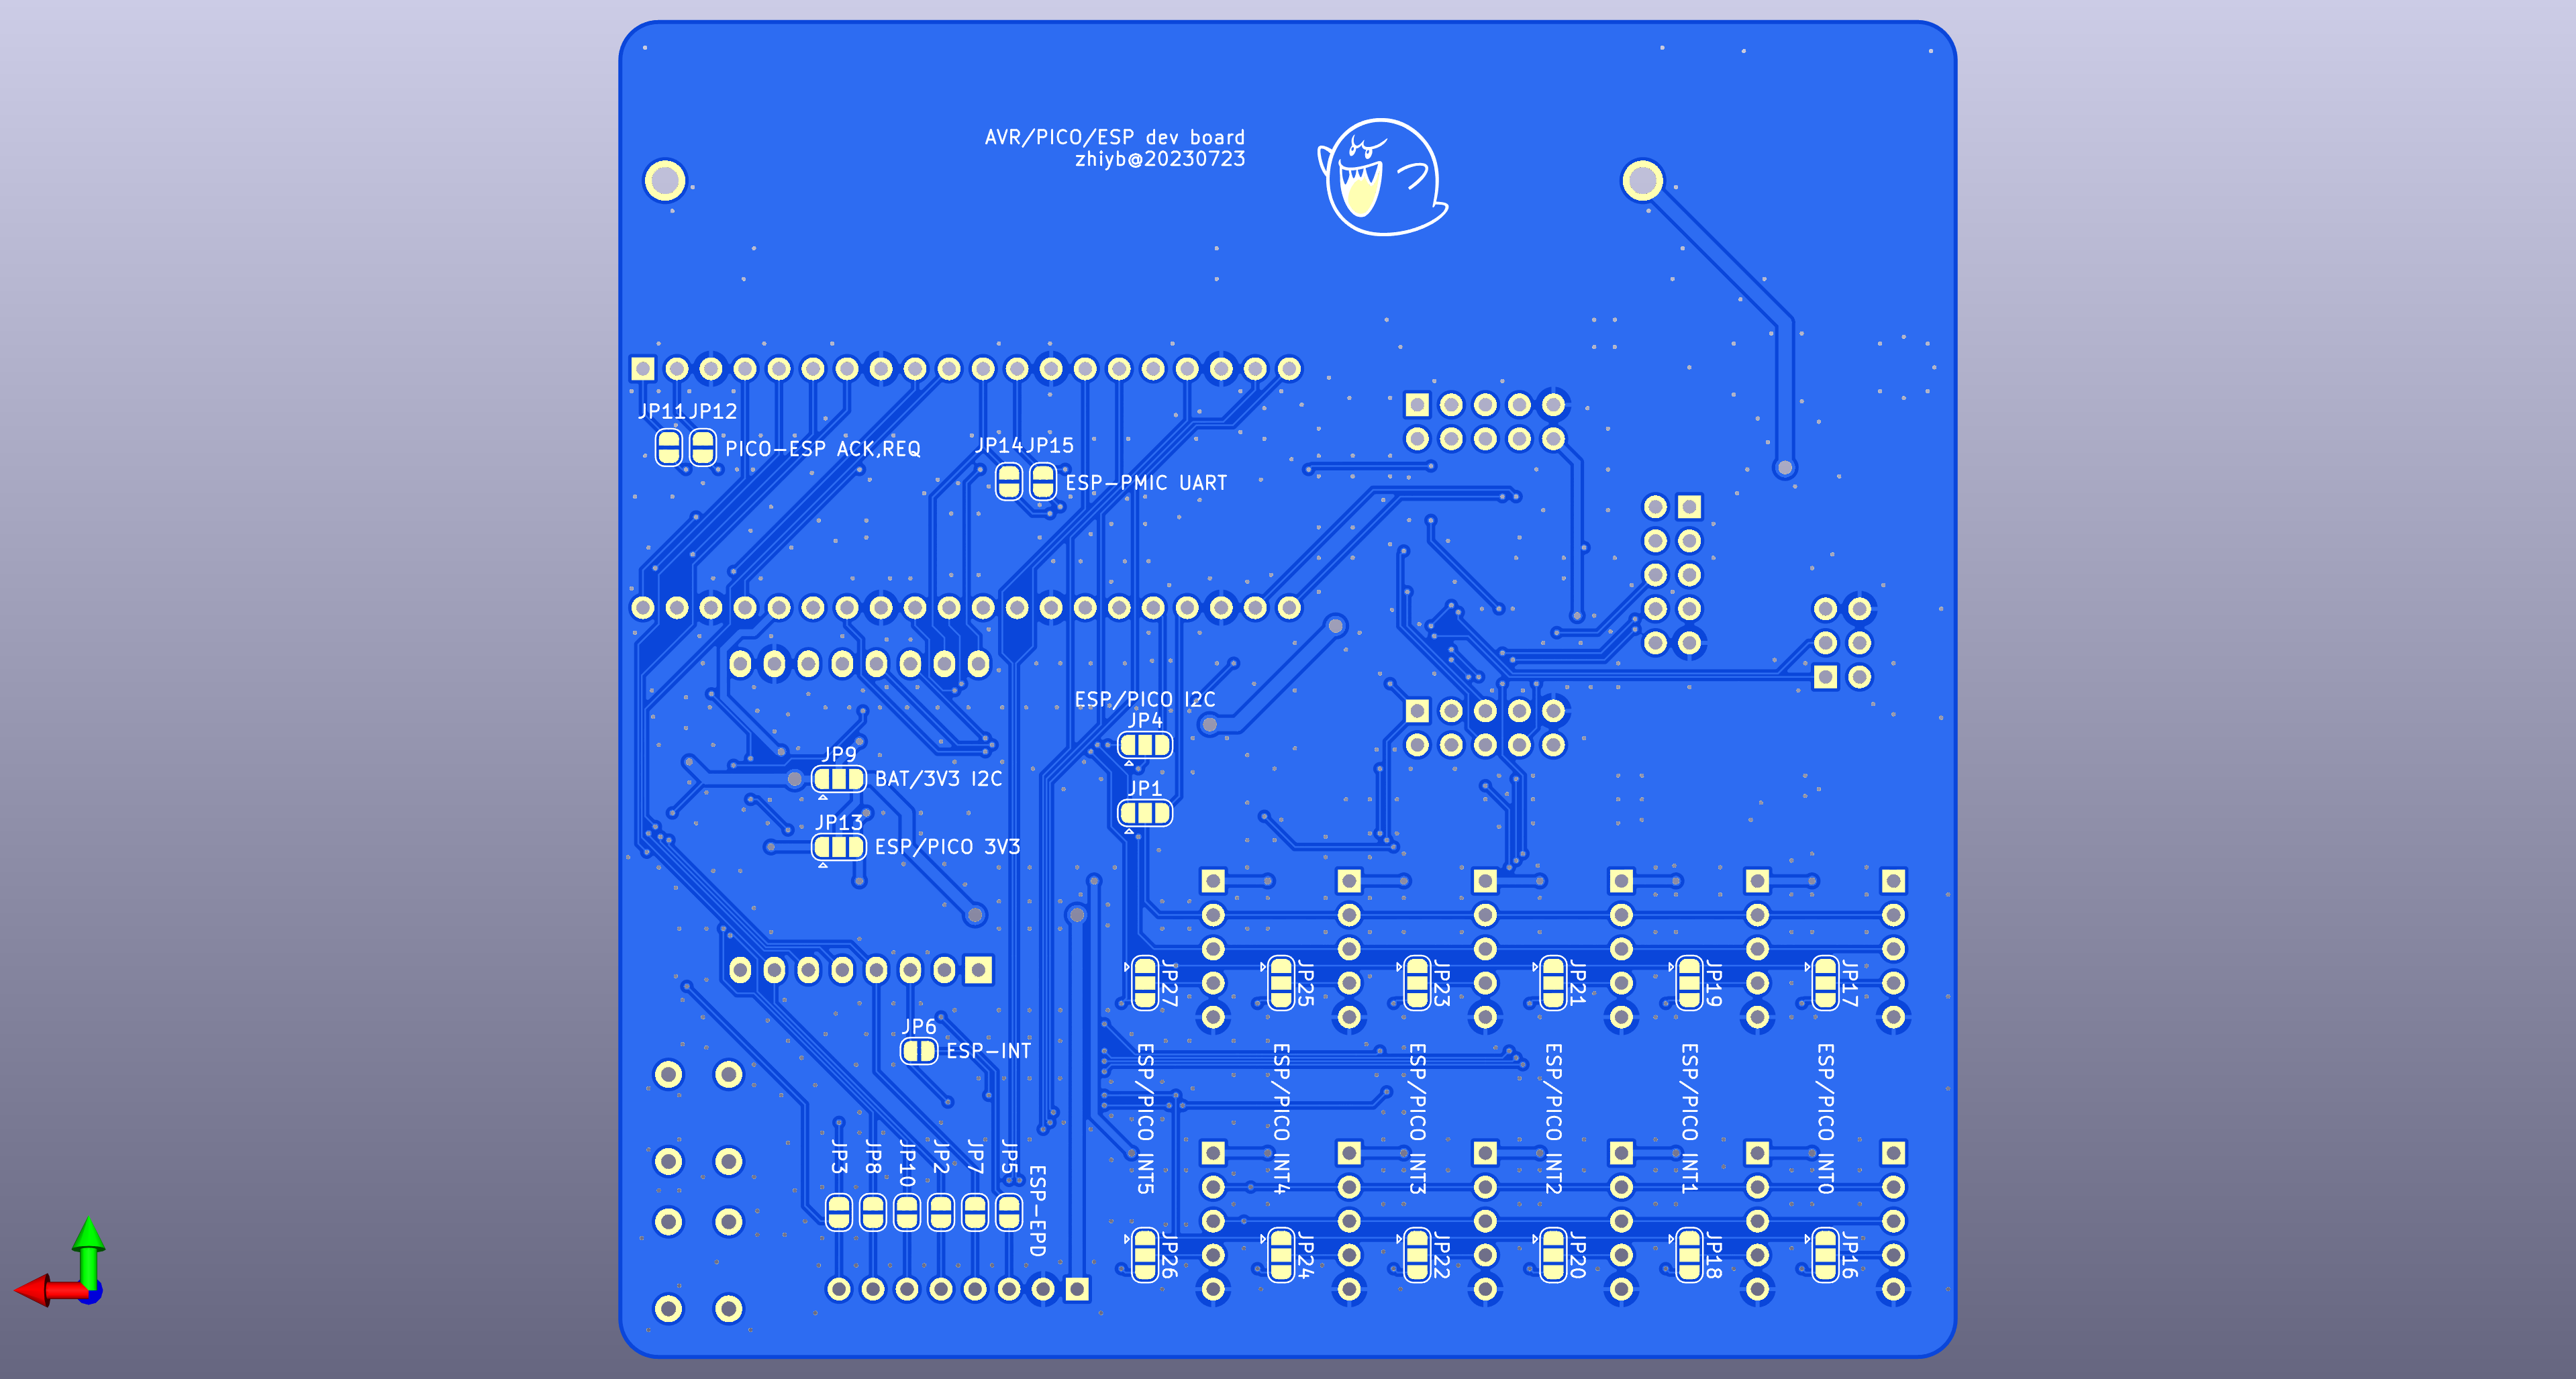 AVR/PICO/ESP dev board
zhiyb@20230723
JP11
JP12
PICO-ESP ACK,REQ
JP14
JP15
ESP-PMIC UART
ESP/PICO I2C
JP4
JP9
BAT/3V3 I2C
JP1
JP13
ESP/PICO 3V3
JP27
JP25
JP23
JP21
JP19
JP17
JP6
ESP-INT
ESP/PICO INT5
ESP/PICO INT4
ESP/PICO INT3
ESP/PICO INT2
ESP/PICO INT1
ESP/PICO INT0
JP3
JP8
JP10
JP2
JP7
JP5
ESP-EPD
JP26
JP24
JP22
JP20
JP18
JP16